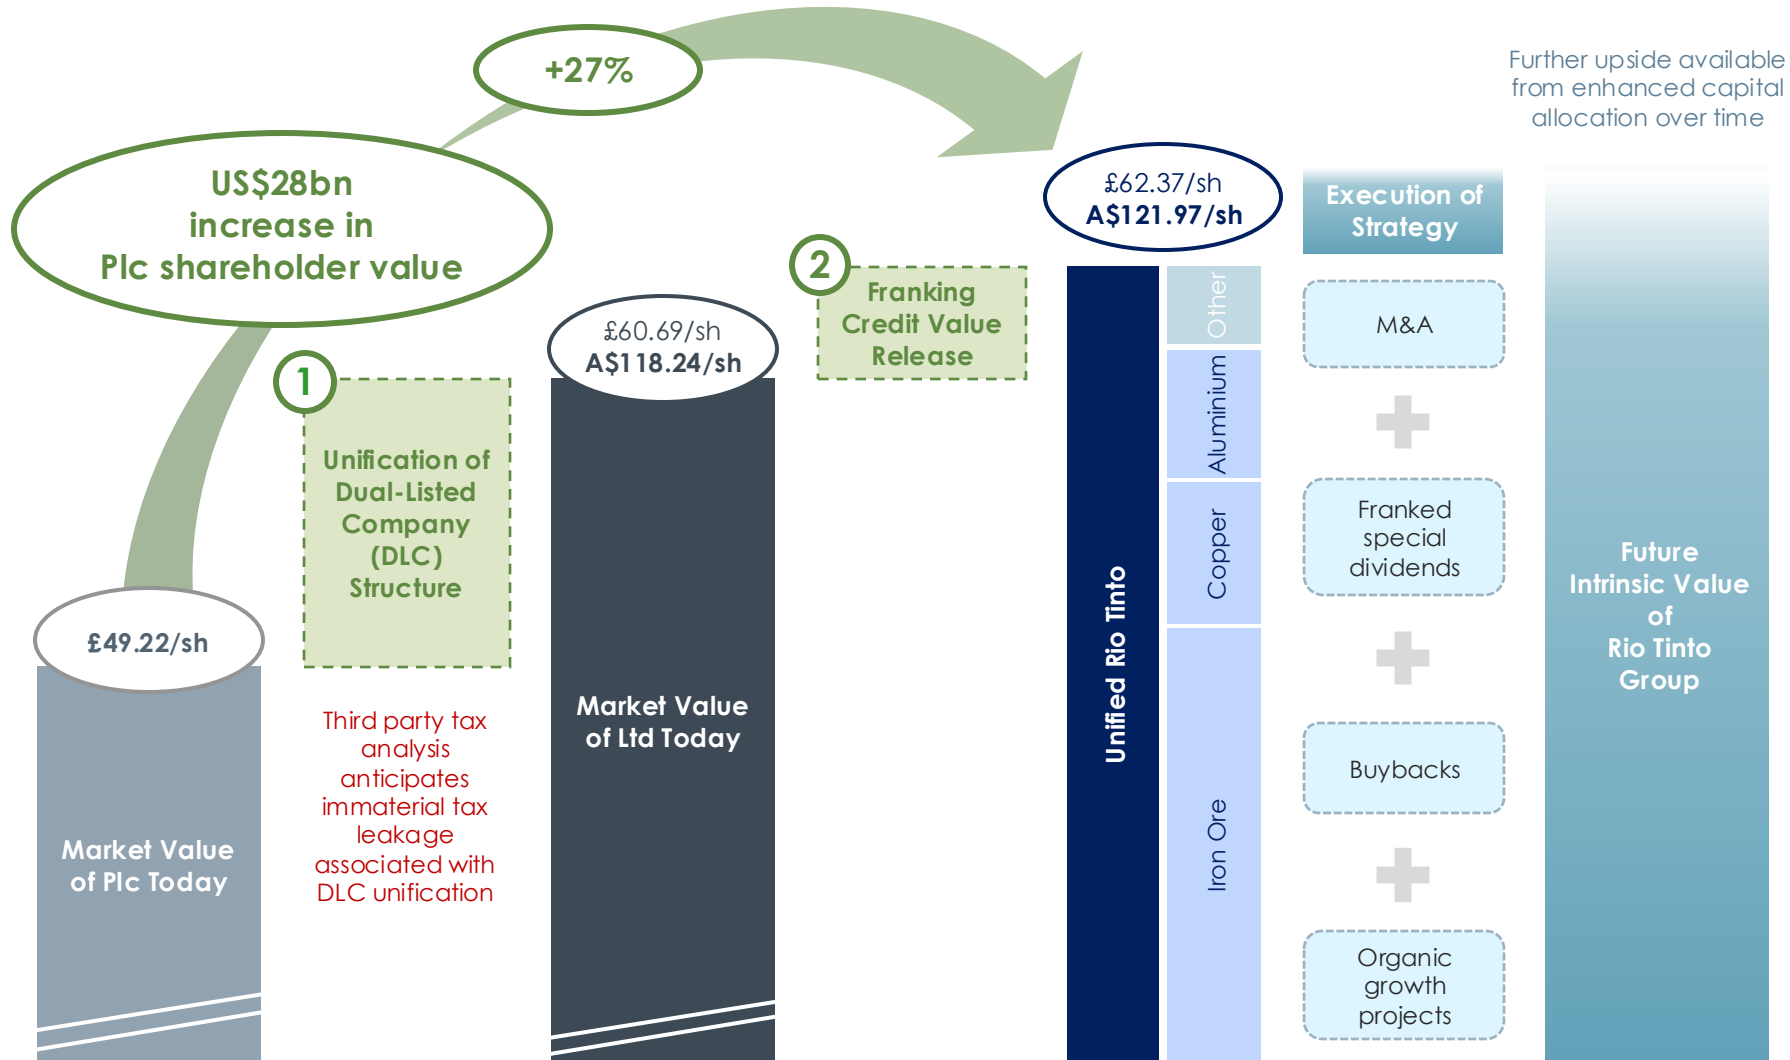 +27%
Further upside available
from enhanced capital
allocation over time
US$28bn
increase in
Plc shareholder value
£62.37/sh
A$121.97/sh
Execution of
Strategy
1
Unification of
Dual-Listed
Company
(DLC)
Structure
£60.69/sh
A$118.24/sh
2
Franking
Credit Value
Release
Other
Aluminium
Copper
Iron Ore
Unified Rio Tinto
M&A
Franked
special
dividends
Buybacks
Organic
growth
projects
Future
Intrinsic Value
of
Rio Tinto
Group
£49.22/sh
Market Value
of Plc Today
Third party tax
analysis
anticipates
immaterial tax
leakage
associated with
DLC unification
Market Value
of Ltd Today